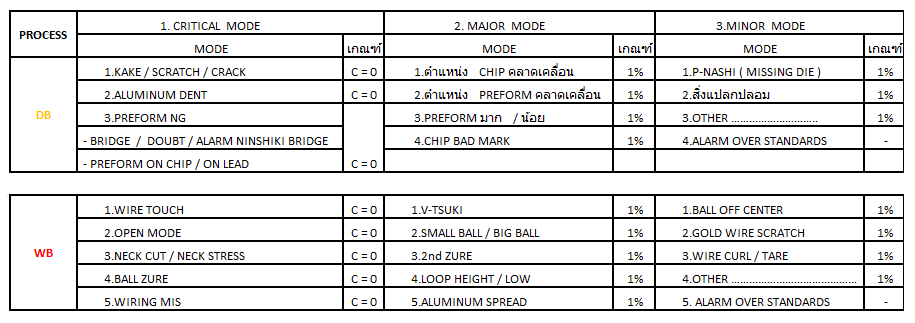 PROCESS 1. CRITICAL MODE 2. MAJOR MODE 3.MINOR MODE
MODE เกณฑ์ MODE เกณฑ์ MODE เกณฑ์
DB
1.KAKE / SCRATCH / CRACK C = 0 1.ตำแหน่ง CHIP คลาดเคลื่อน 1% 1.P-NASHI ( MISSING DIE ) 1%
2.ALUMINUM DENT C = 0 2.ตำแหน่ง PREFORM คลาดเคลื่อน 1% 2.สิ่งแปลกปลอม 1%
3.PREFORM NG 3.PREFORM มาก / น้อย 1% 3.OTHER ............................ 1%
- BRIDGE / DOUBT / ALARM NINSHIKI BRIDGE 4.CHIP BAD MARK 1% 4.ALARM OVER STANDARDS -
- PREFORM ON CHIP / ON LEAD C = 0
WB
1.WIRE TOUCH C = 0 1.V-TSUKI 1% 1.BALL OFF CENTER 1%
2.OPEN MODE C = 0 2.SMALL BALL / BIG BALL 1% 2.GOLD WIRE SCRATCH 1%
3.NECK CUT / NECK STRESS C = 0 3.2nd ZURE 1% 3.WIRE CURL / TARE 1%
4.BALL ZURE C = 0 4.LOOP HEIGHT / LOW 1% 4.OTHER .......................................... 1%
5.WIRING MIS C = 0 5.ALUMINUM SPREAD 1% 5. ALARM OVER STANDARDS -